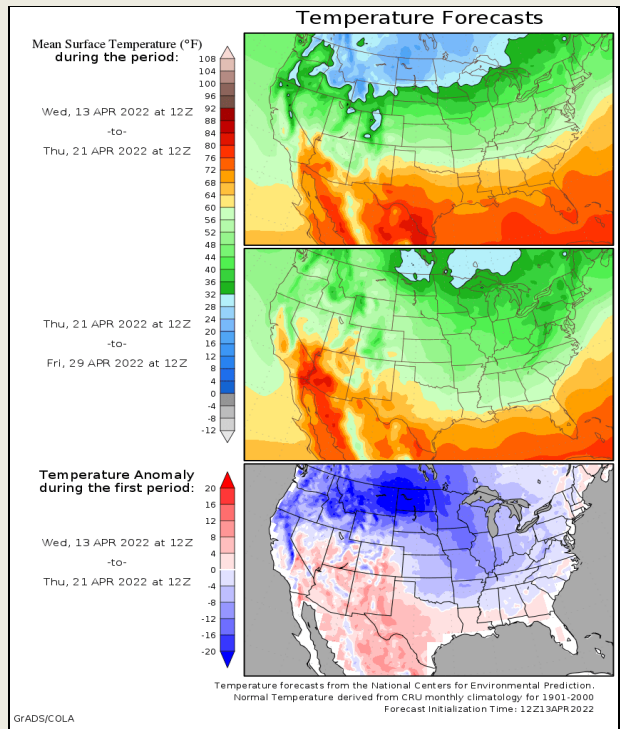 Temperature Forecasts
Mean Surface Temperature (°F)
during the period:
108
104
100
96
92
88
84
80
76
72
68
64
60
56
52
48
44
40
36
32
28
24
20
16
12
8
4
0
-4
-8
-12
Wed, 13 APR 2022 at 12Z
-to-
Thu, 21 APR 2022 at 12Z
Thu, 21 APR 2022 at 12Z
-to-
Fri, 29 APR 2022 at 12Z
Temperature Anomaly
during the first period:
20
16
12
8
4
0
-4
-8
-12
-16
-20
Wed, 13 APR 2022 at 12Z
-to-
Thu, 21 APR 2022 at 12Z
Temperature forecasts from the National Centers for Environmental Prediction.
Normal Temperature derived from CRU monthly climatology for 1901-2000
Forecast Initialization Time: 12Z13APR2022
GrADS/COLA